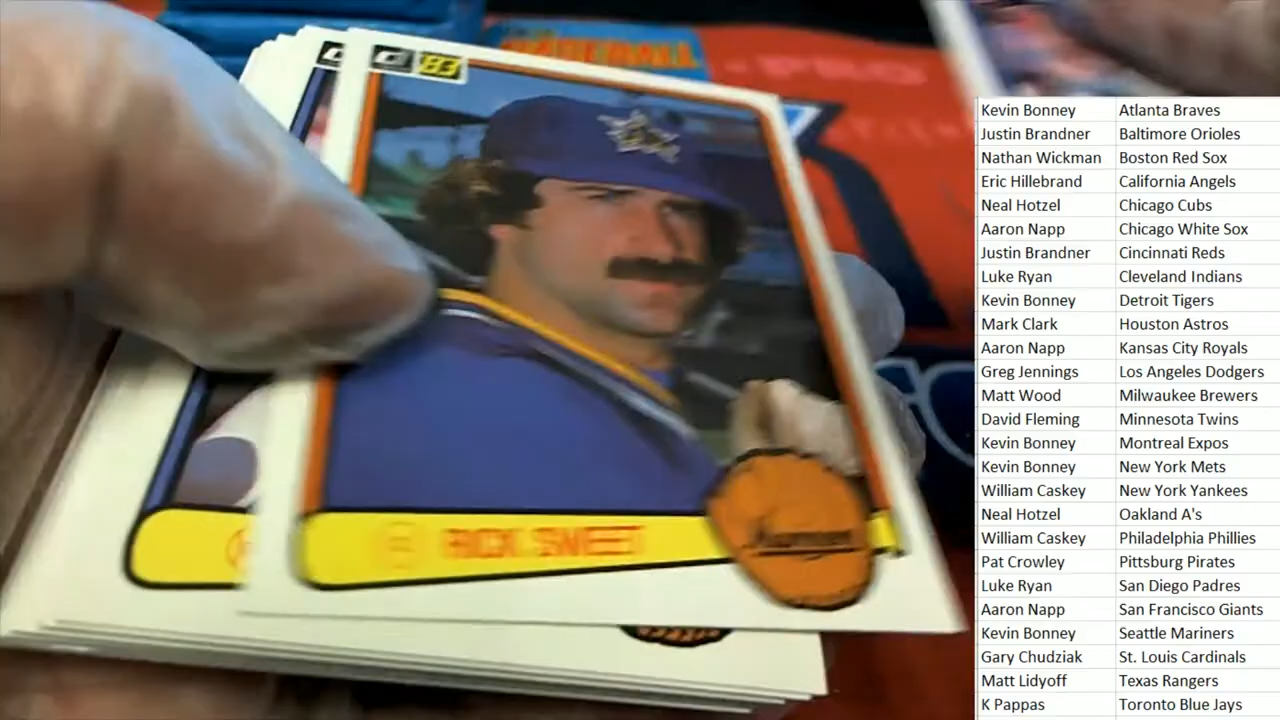 BASEBALL
PRO
83
RICK SWEET
Mariners
Kevin Bonney Atlanta Braves
Justin Brandner Baltimore Orioles
Nathan Wickman Boston Red Sox
Eric Hillebrand California Angels
Neal Hotzel Chicago Cubs
Aaron Napp Chicago White Sox
Justin Brandner Cincinnati Reds
Luke Ryan Cleveland Indians
Kevin Bonney Detroit Tigers
Mark Clark Houston Astros
Aaron Napp Kansas City Royals
Greg Jennings Los Angeles Dodgers
Matt Wood Milwaukee Brewers
David Fleming Minnesota Twins
Kevin Bonney Montreal Expos
Kevin Bonney New York Mets
William Caskey New York Yankees
Neal Hotzel Oakland A's
William Caskey Philadelphia Phillies
Pat Crowley Pittsburg Pirates
Luke Ryan San Diego Padres
Aaron Napp San Francisco Giants
Kevin Bonney Seattle Mariners
Gary Chudziak St. Louis Cardinals
Matt Lidyoff Texas Rangers
K Pappas Toronto Blue Jays